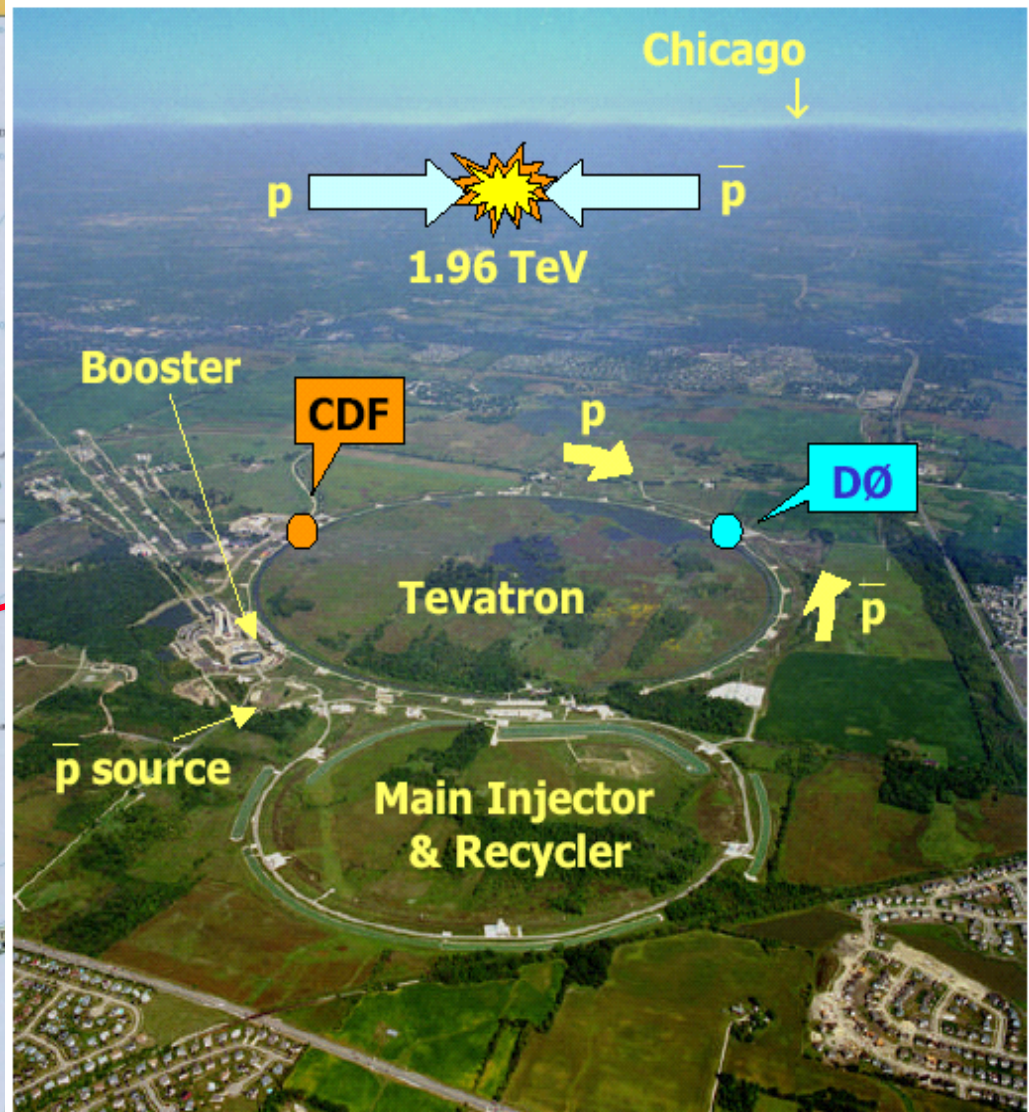 Chicago
p
p̅
1.96 TeV
Booster
CDF
p
DØ
Tevatron
p̅
p̅ source
Main Injector
& Recycler